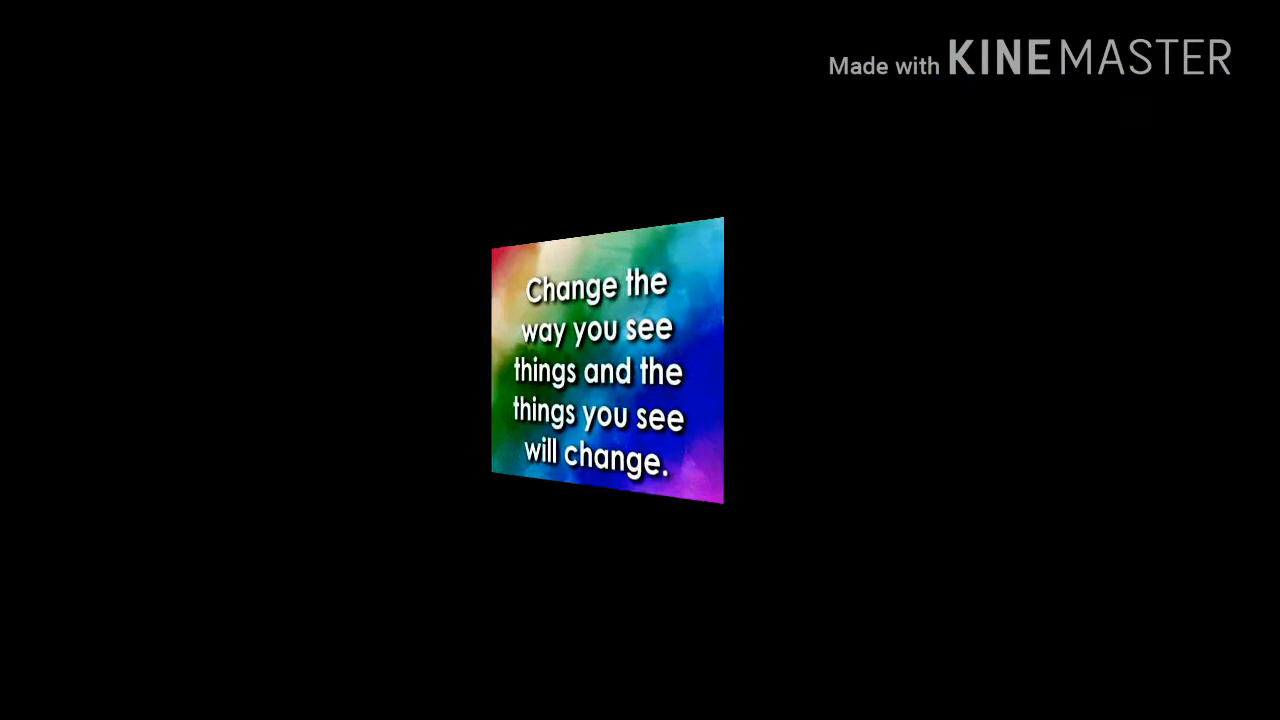 Made with KINEMASTER
Change the
way you see
things and the
things you see
will change.